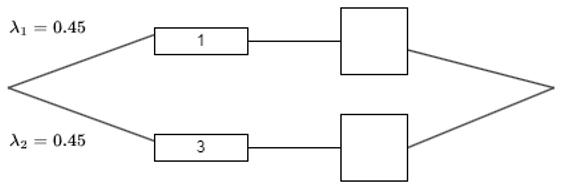 λ₁ = 0.45
1
λ₂ = 0.45
3